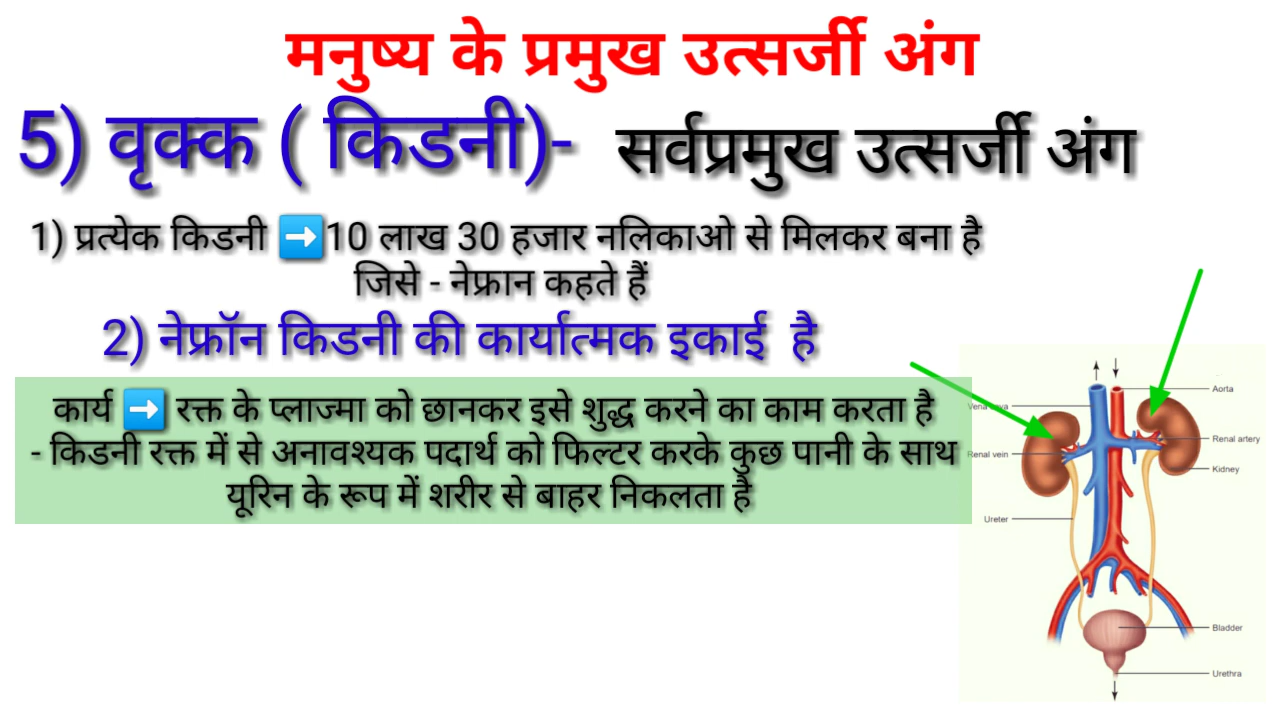 मनुष्य के प्रमुख उत्सर्जी अंग
5) वृक्क ( किडनी)- सर्वप्रमुख उत्सर्जी अंग
1) प्रत्येक किडनी ➡️10 लाख 30 हजार नलिकाओ से मिलकर बना है
जिसे - नेफ्रान कहते हैं
2) नेफ्रॉन किडनी की कार्यात्मक इकाई है
कार्य ➡️ रक्त के प्लाज्मा को छानकर इसे शुद्ध करने का काम करता है
- किडनी रक्त में से अनावश्यक पदार्थ को फिल्टर करके कुछ पानी के साथ
यूरिन के रूप में शरीर से बाहर निकलता है
Aorta
Vena cava
Renal artery
Renal vein
Kidney
Ureter
Bladder
Urethra